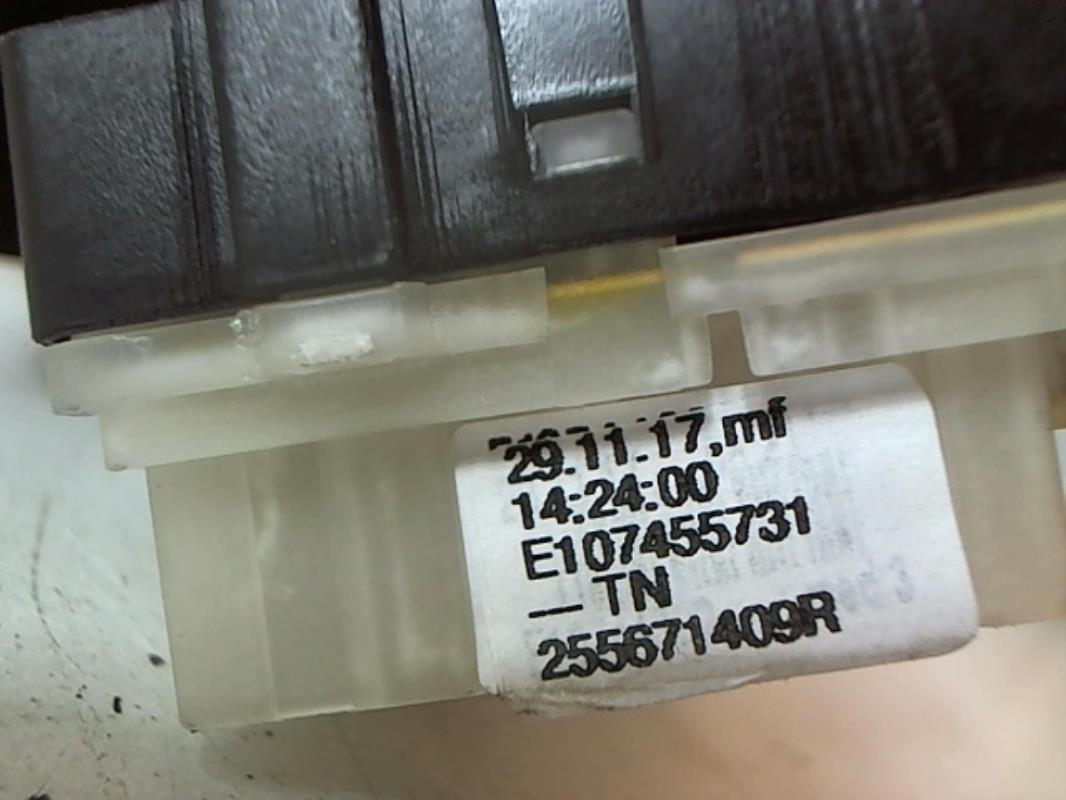 29.11.17,mf
14:24:00
E107455731
— TN
255671409R